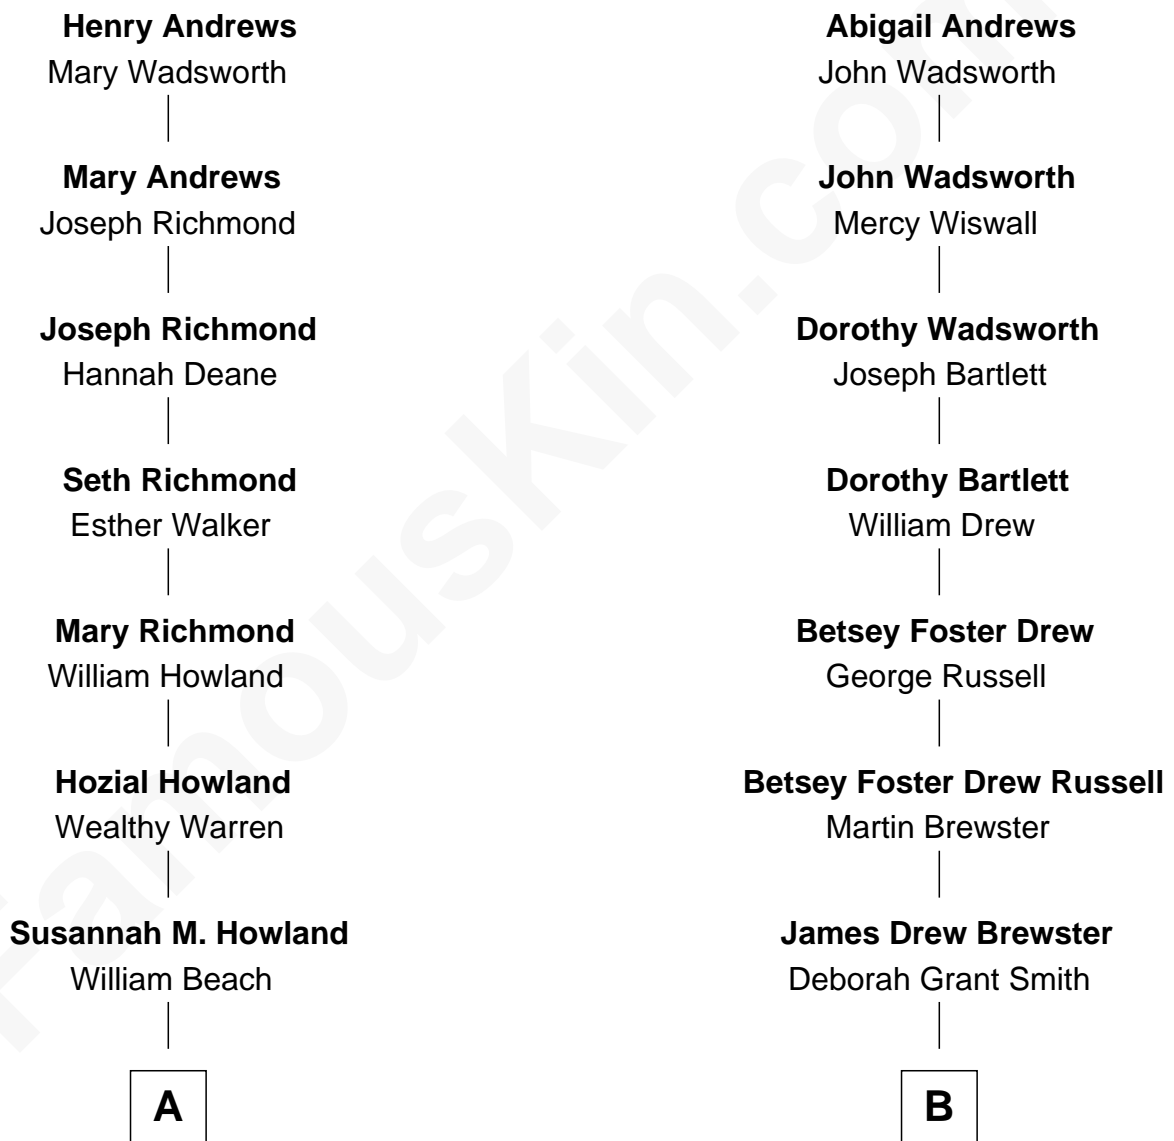 Henry Andrews
Mary Wadsworth
Mary Andrews
Joseph Richmond
Joseph Richmond
Hannah Deane
Seth Richmond
Esther Walker
Mary Richmond
William Howland
Hozial Howland
Wealthy Warren
Susannah M. Howland
William Beach
A
Abigail Andrews
John Wadsworth
John Wadsworth
Mercy Wiswall
Dorothy Wadsworth
Joseph Bartlett
Dorothy Bartlett
William Drew
Betsey Foster Drew
George Russell
Betsey Foster Drew Russell
Martin Brewster
James Drew Brewster
Deborah Grant Smith
B
FamousKin.com